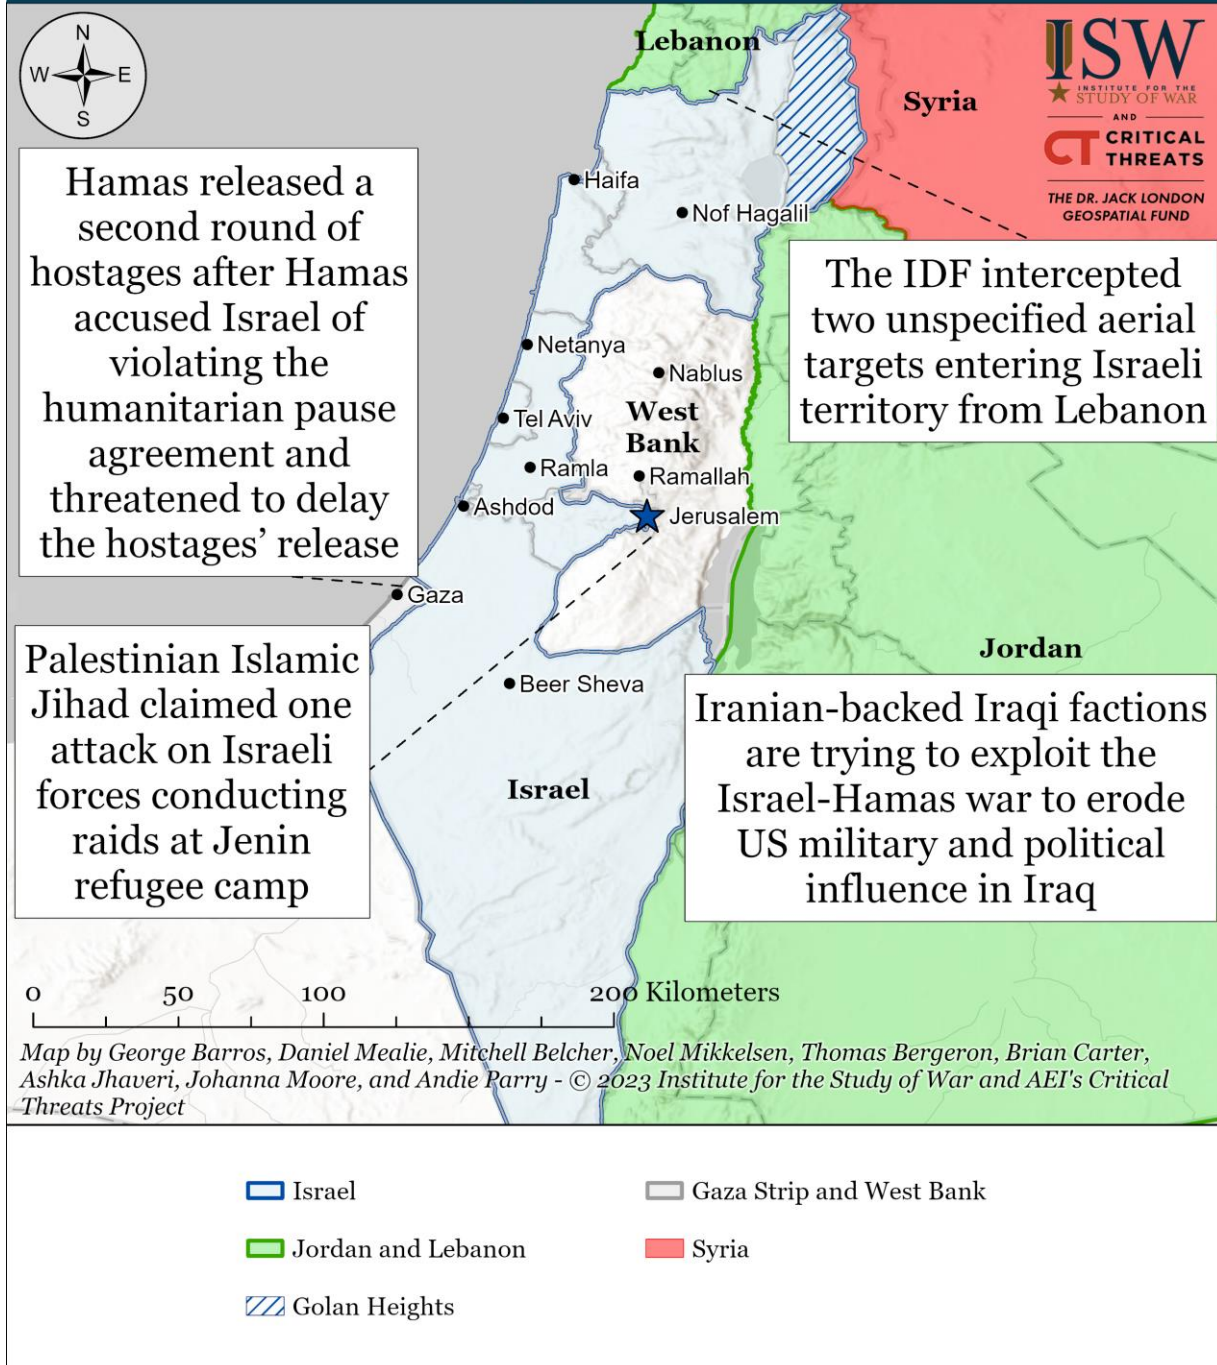 N
W
E
S
Lebanon
Syria
ISW
INSTITUTE FOR THE
STUDY OF WAR
AND
CT CRITICAL
THREATS
THE DR. JACK LONDON
GEOSPATIAL FUND
Hamas released a
second round of
hostages after Hamas
accused Israel of
violating the
humanitarian pause
agreement and
threatened to delay
the hostages’ release
Haifa
Nof Hagalil
The IDF intercepted
two unspecified aerial
targets entering Israeli
territory from Lebanon
Netanya
Nablus
West
Bank
Tel Aviv
Ramla
Ramallah
Ashdod
Jerusalem
Gaza
Palestinian Islamic
Jihad claimed one
attack on Israeli
forces conducting
raids at Jenin
refugee camp
Beer Sheva
Jordan
Israel
Iranian-backed Iraqi factions
are trying to exploit the
Israel-Hamas war to erode
US military and political
influence in Iraq
0 50 100 200 Kilometers
Map by George Barros, Daniel Mealie, Mitchell Belcher, Noel Mikkelsen, Thomas Bergeron, Brian Carter,
Ashka Jhaveri, Johanna Moore, and Andie Parry - © 2023 Institute for the Study of War and AEI's Critical
Threats Project
Israel
Gaza Strip and West Bank
Jordan and Lebanon
Syria
Golan Heights